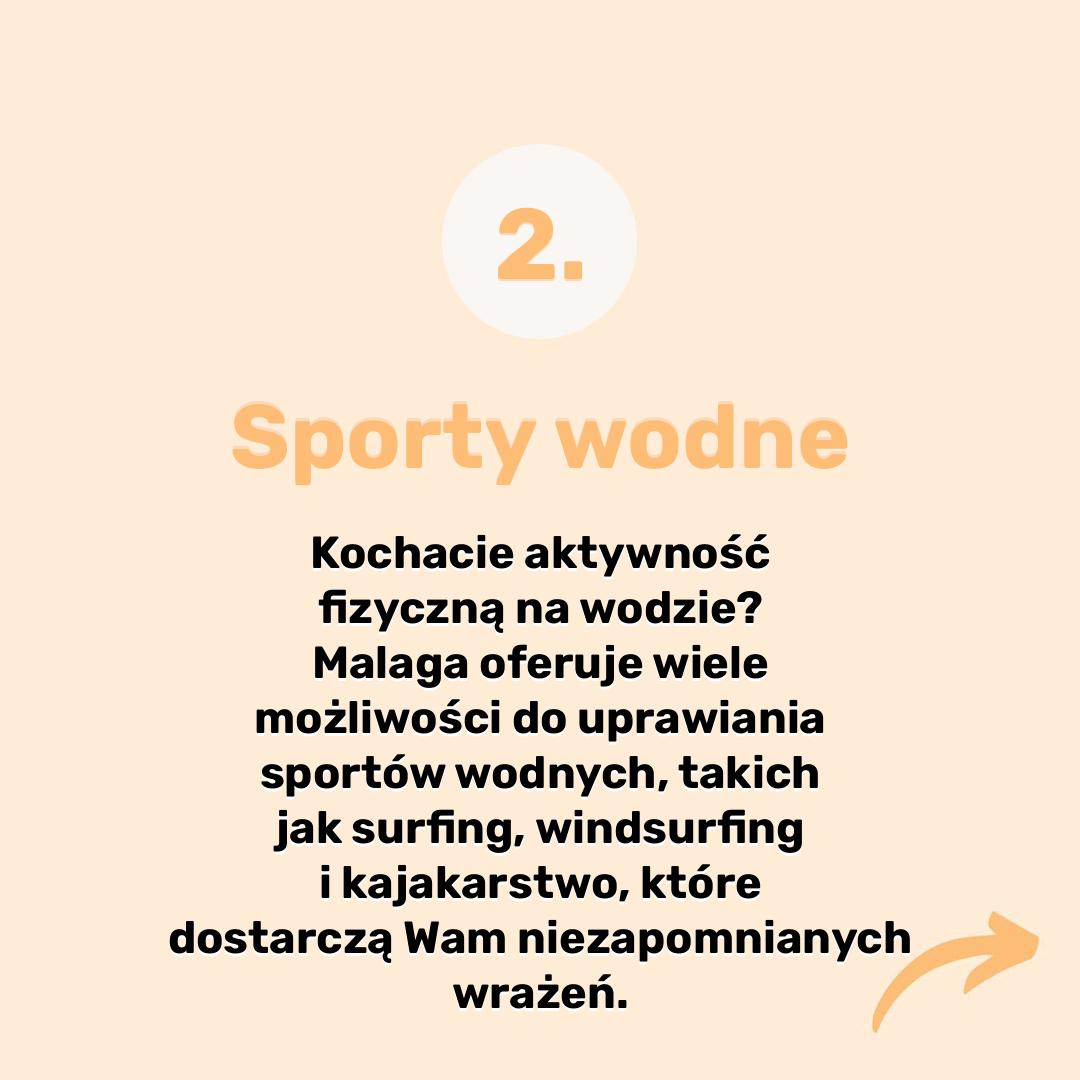 2.
Sporty wodne
Kochacie aktywność
fizyczną na wodzie?
Malaga oferuje wiele
możliwości do uprawiania
sportów wodnych, takich
jak surfing, windsurfing
i kajakarstwo, które
dostarczą Wam niezapomnianych
wrażeń.